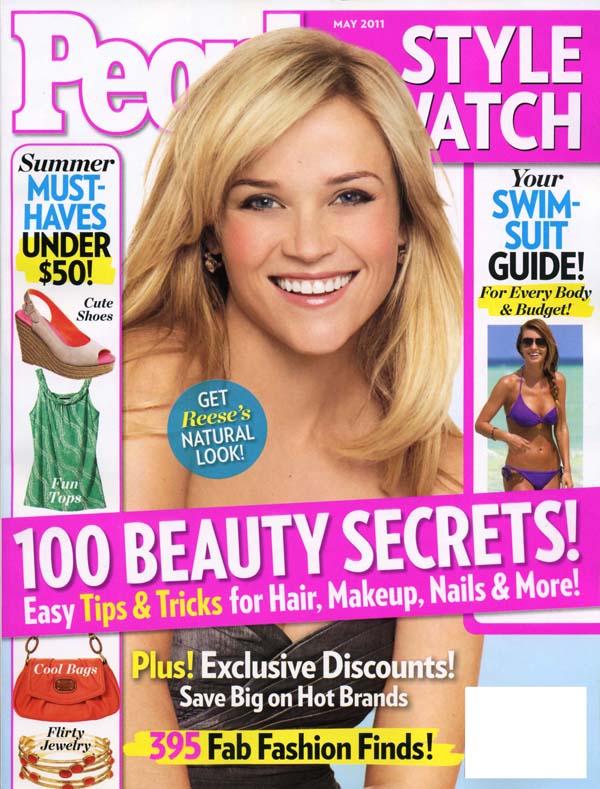 MAY 2011
Peop
STYLE
WATCH
Summer
MUST-
HAVES
UNDER
$50!
Cute
Shoes
Fun
Tops
Your
SWIM-
SUIT
GUIDE!
For Every Body
& Budget!
GET
Reese's
NATURAL
LOOK!
100 BEAUTY SECRETS!
Easy Tips & Tricks for Hair, Makeup, Nails & More!
Cool Bags
Flirty
Jewelry
Plus! Exclusive Discounts!
Save Big on Hot Brands
395 Fab Fashion Finds!